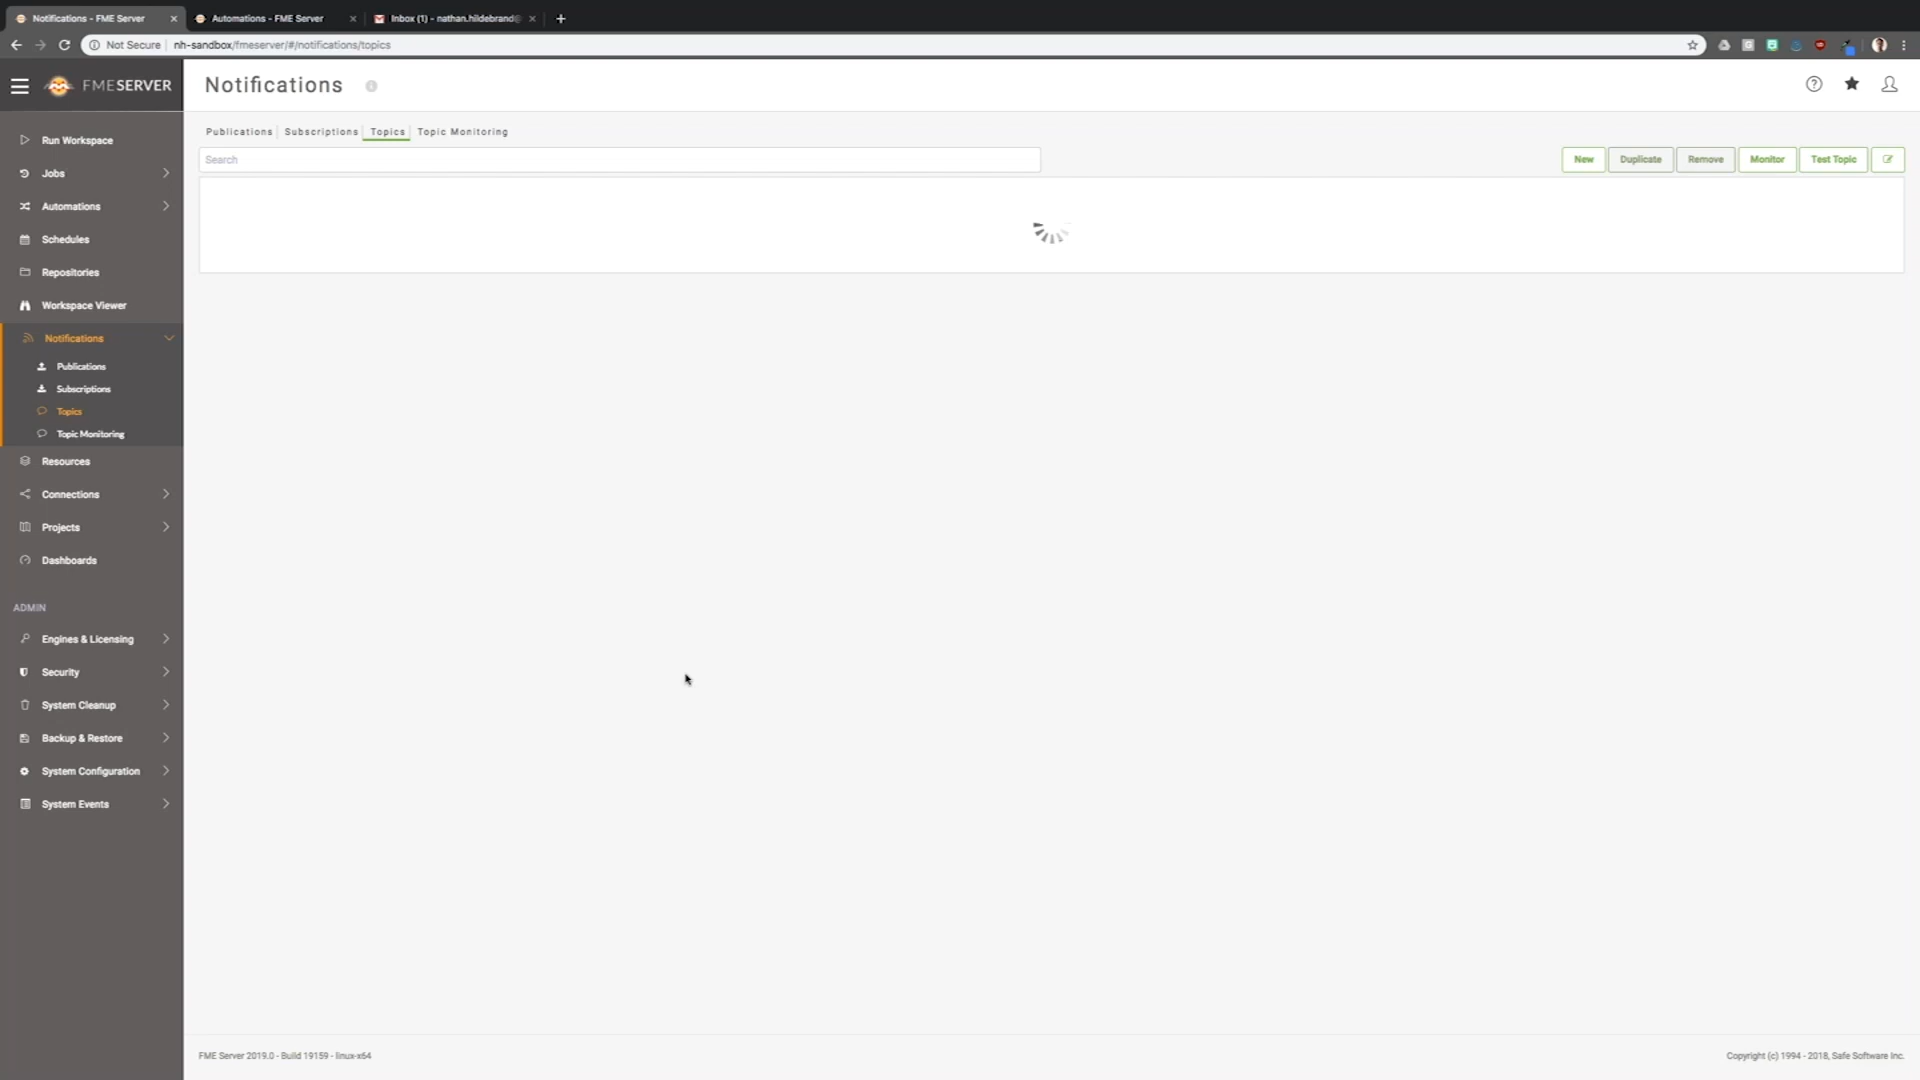 Notifications - FME Server
Automations - FME Server
Inbox (1) - nathan.hildebrand@
Not Secure
nh-sandbox/fmeserver/#/notifications/topics
FMESERVER
Notifications
Publications
Subscriptions
Topics
Topic Monitoring
Search
New
Duplicate
Remove
Monitor
Test Topic
Run Workspace
Jobs
Automations
Schedules
Repositories
Workspace Viewer
Notifications
Publications
Subscriptions
Topics
Topic Monitoring
Resources
Connections
Projects
Dashboards
ADMIN
Engines & Licensing
Security
System Cleanup
Backup & Restore
System Configuration
System Events
FME Server 2019.0 - Build 19159 - linux-x64
Copyright (c) 1994 - 2018, Safe Software Inc.